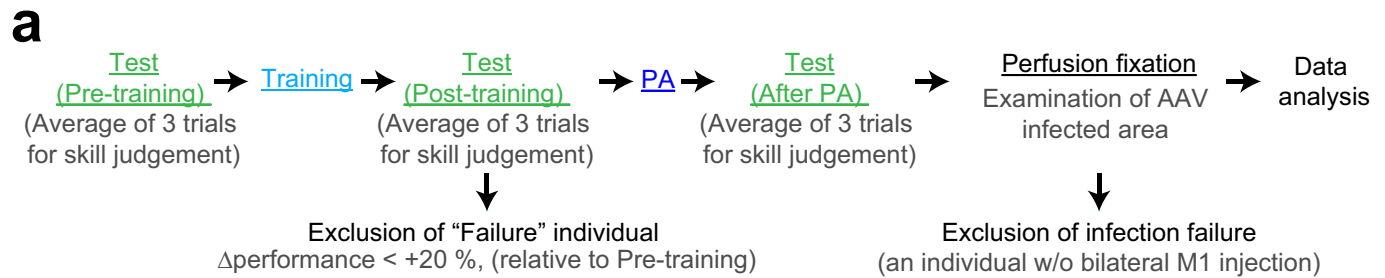 a
Test
(Pre-training)
(Average of 3 trials
for skill judgement)
Training
Test
(Post-training)
(Average of 3 trials
for skill judgement)
PA
Test
(After PA)
(Average of 3 trials
for skill judgement)
Perfusion fixation
Examination of AAV
infected area
Data
analysis
Exclusion of “Failure” individual
Δperformance < +20 %, (relative to Pre-training)
Exclusion of infection failure
(an individual w/o bilateral M1 injection)